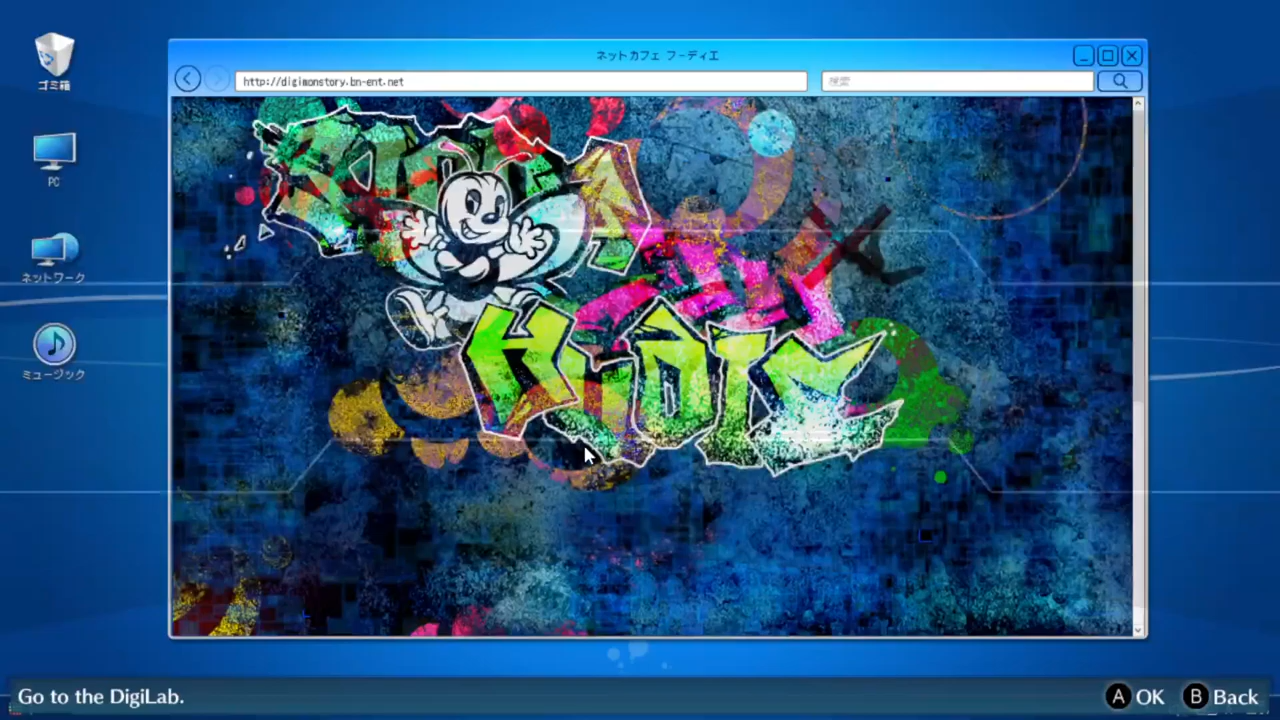 ネットカフェ フーディエ
http://digimonstory.bn-ent.net
検索
ゴミ箱
PC
ネットワーク
ミュージック
Go to the DigiLab.
A OK B Back